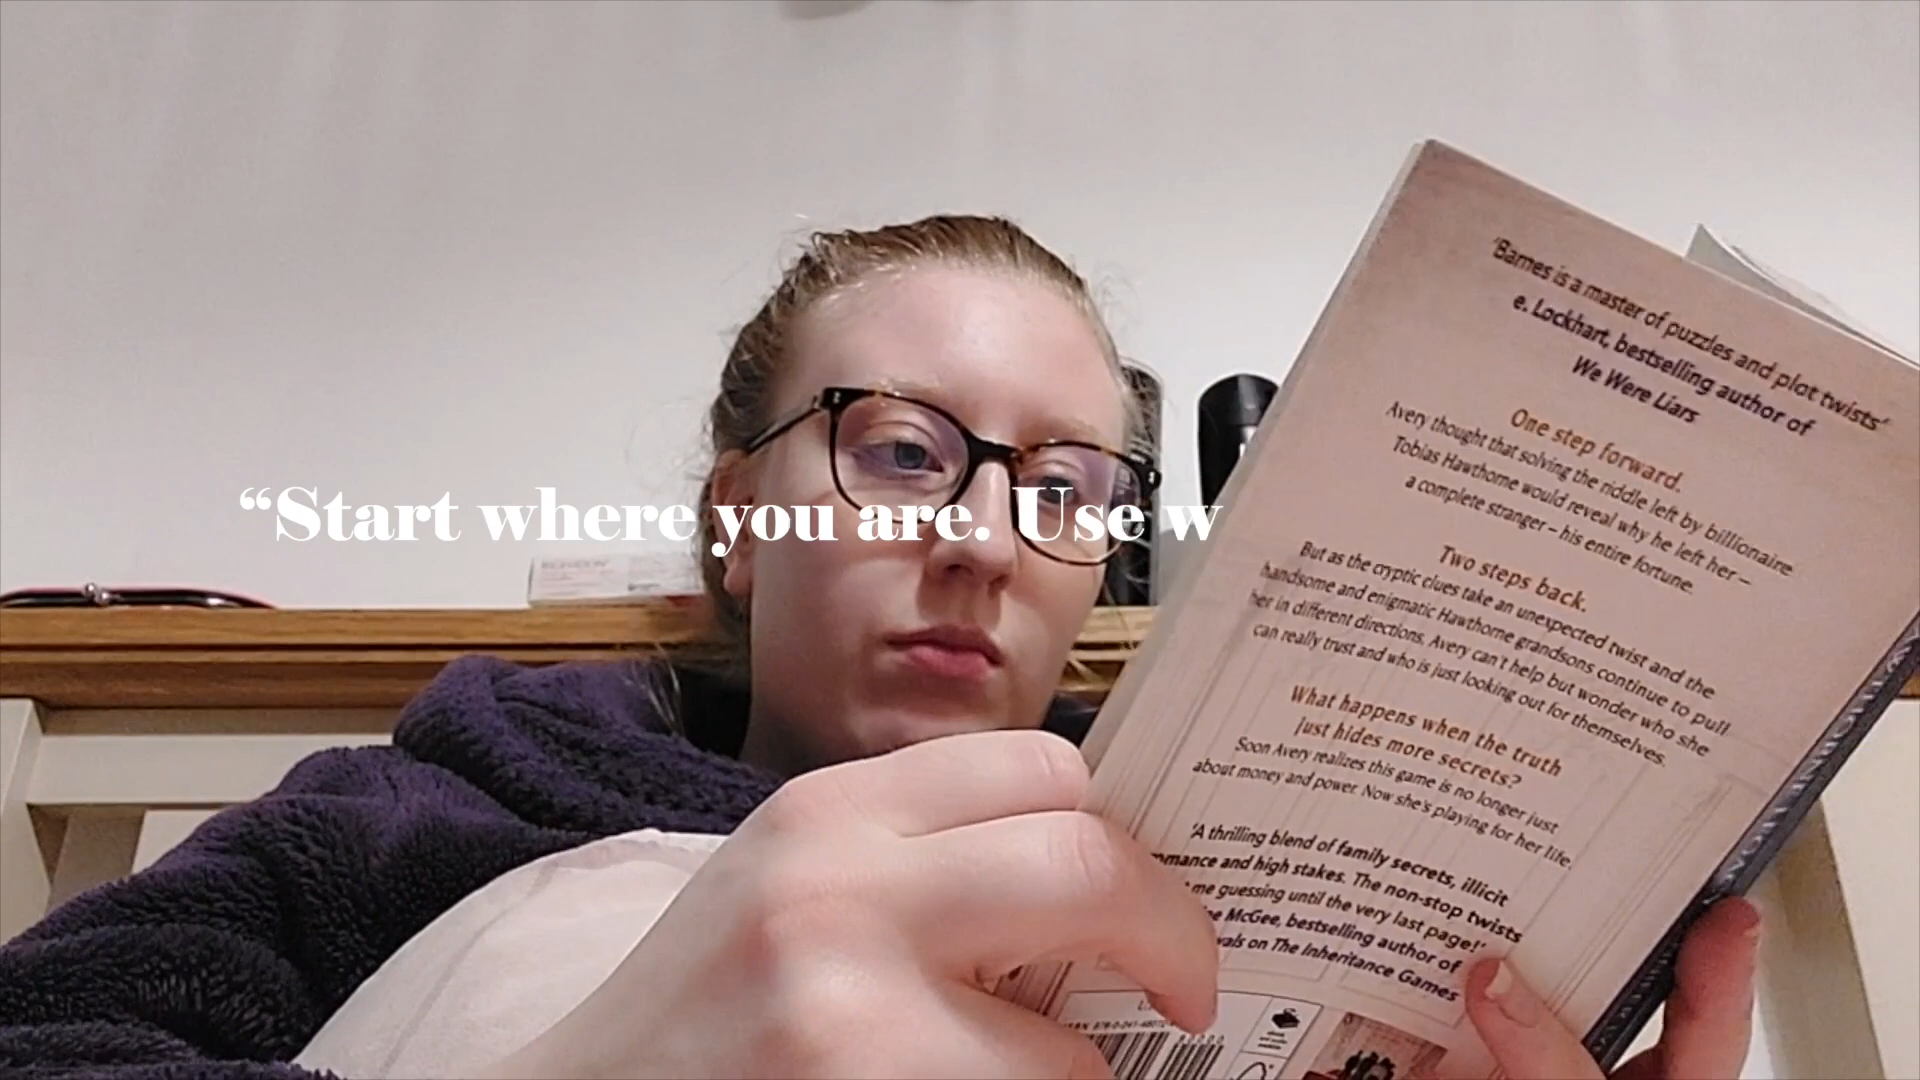 “Start where you are. Use w
'Barnes is a master of puzzles and plot twists'
e. Lockhart, bestselling author of
We Were Liars
One step forward.
Avery thought that solving the riddle left by billionaire
Tobias Hawthorne would reveal why he left her –
a complete stranger – his entire fortune.
Two steps back.
But as the cryptic clues take an unexpected twist and the
handsome and enigmatic Hawthorne grandsons continue to pull
her in different directions, Avery can't help but wonder who she
can really trust and who is just looking out for themselves.
What happens when the truth
just hides more secrets?
Soon Avery realizes this game is no longer just
about money and power. Now she's playing for her life.
'A thrilling blend of family secrets, illicit
romance and high stakes. The non-stop twists
me guessing until the very last page!'
McGee, bestselling author of
on The Inheritance Games